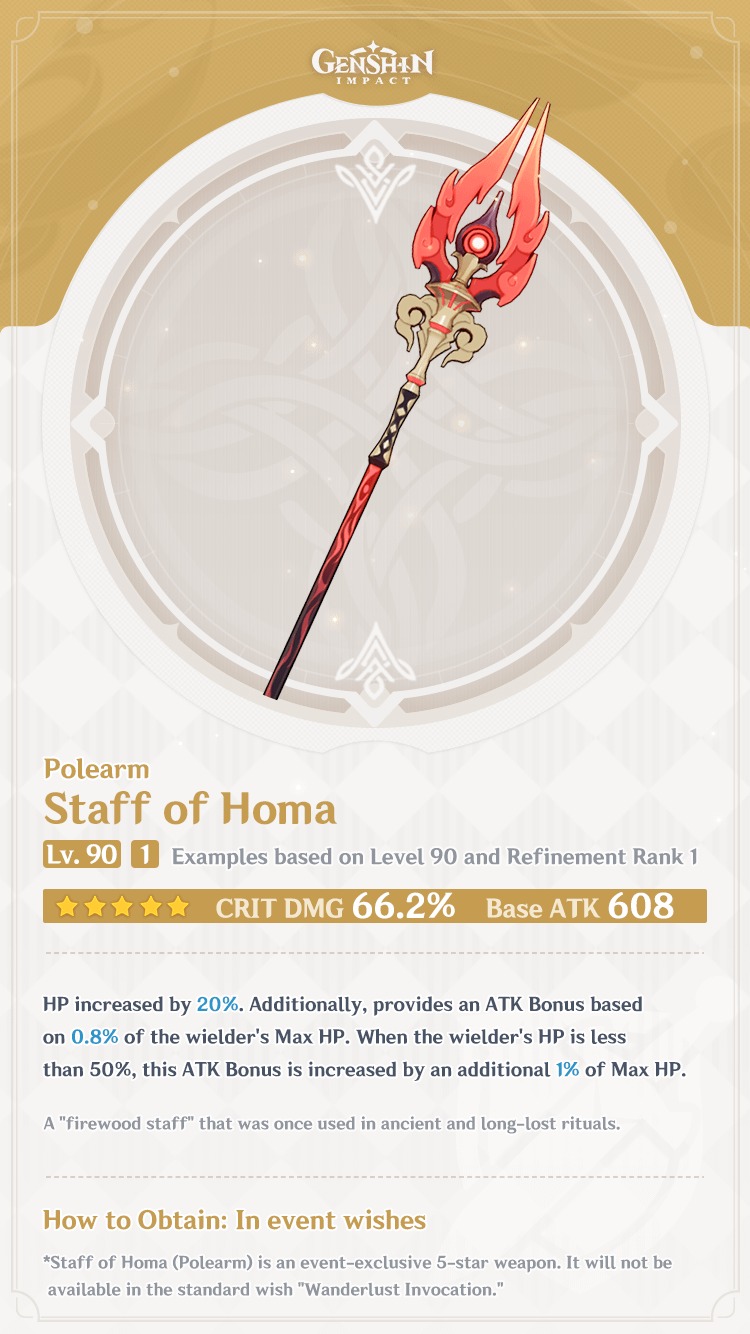 GENSHIN
IMPACT
Polearm
Staff of Homa
Lv. 90 1 Examples based on Level 90 and Refinement Rank 1
CRIT DMG 66.2% Base ATK 608
HP increased by 20%. Additionally, provides an ATK Bonus based
on 0.8% of the wielder's Max HP. When the wielder's HP is less
than 50%, this ATK Bonus is increased by an additional 1% of Max HP.
A "firewood staff" that was once used in ancient and long-lost rituals.
How to Obtain: In event wishes
*Staff of Homa (Polearm) is an event-exclusive 5-star weapon. It will not be
available in the standard wish "Wanderlust Invocation."